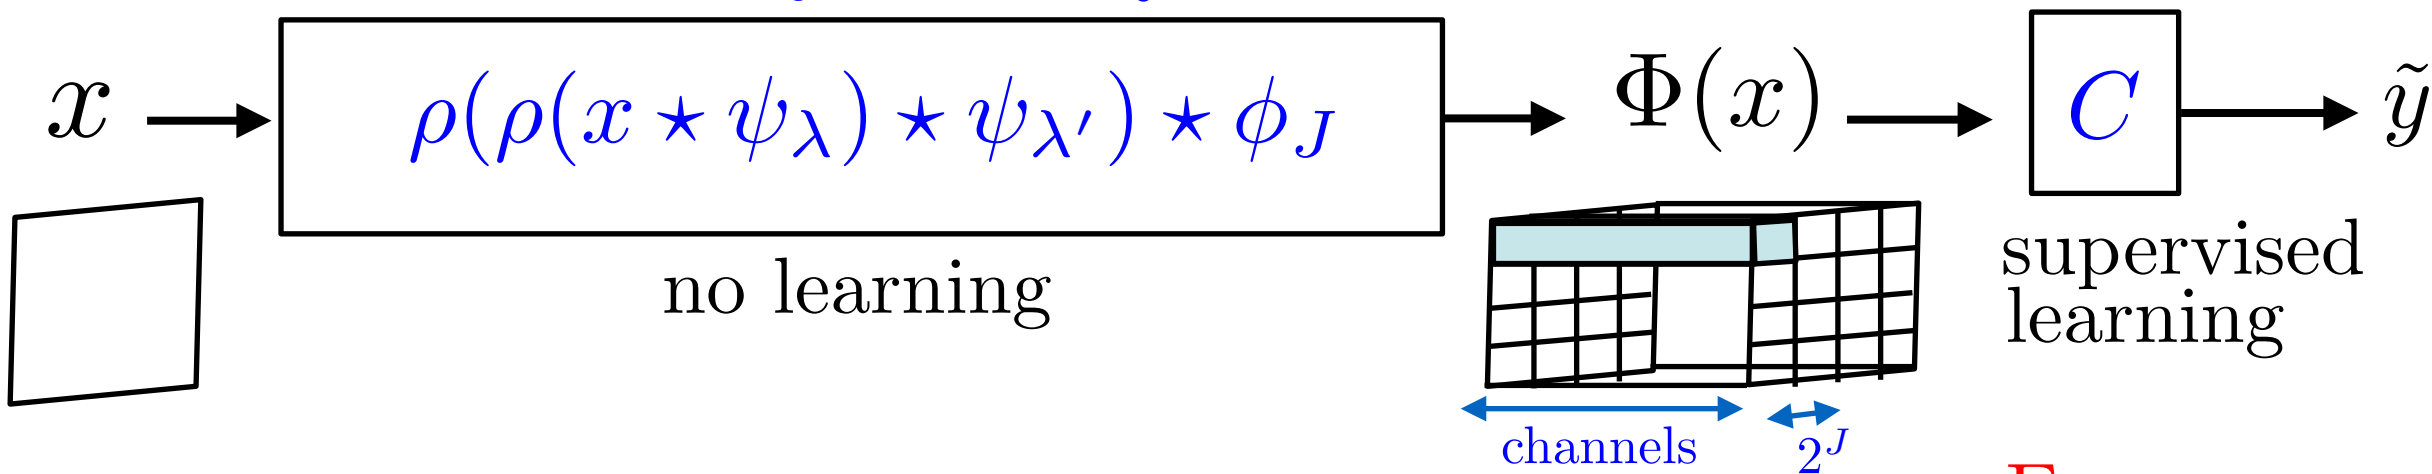 x → ρ(ρ(x ⋆ ψ_λ) ⋆ ψ_λ′) ⋆ φ_J → Φ(x) → C → ỹ
no learning
supervised
learning
channels 2^J